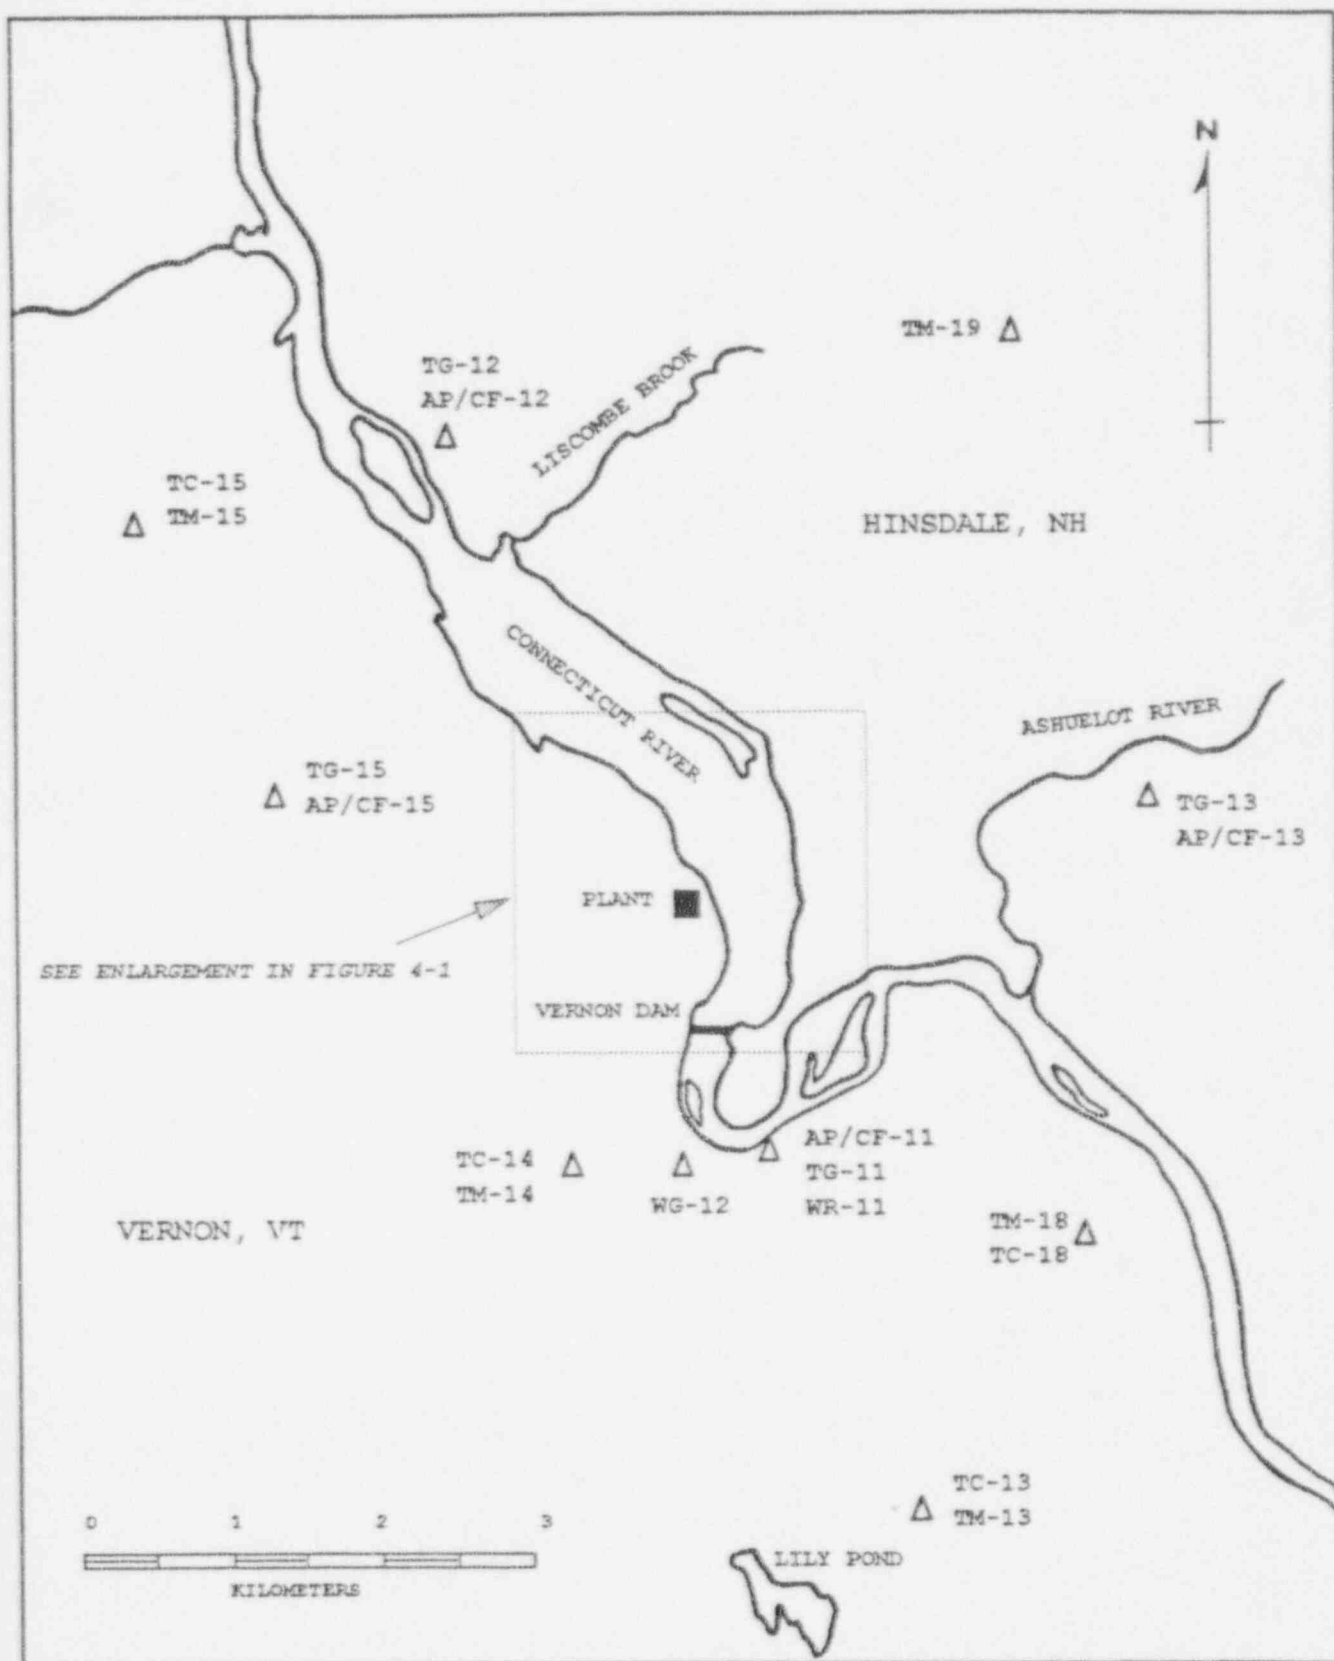 N
TM-19
TG-12
AP/CF-12
LISCOMBE BROOK
TC-15
TM-15
HINSDALE, NH
CONNECTICUT RIVER
ASHUELOT RIVER
TG-15
AP/CF-15
TG-13
AP/CF-13
PLANT
SEE ENLARGEMENT IN FIGURE 4-1
VERNON DAM
AP/CF-11
TG-11
WR-11
TC-14
TM-14
WG-12
VERNON, VT
TM-18
TC-18
TC-13
TM-13
0 1 2 3
KILOMETERS
LILY POND